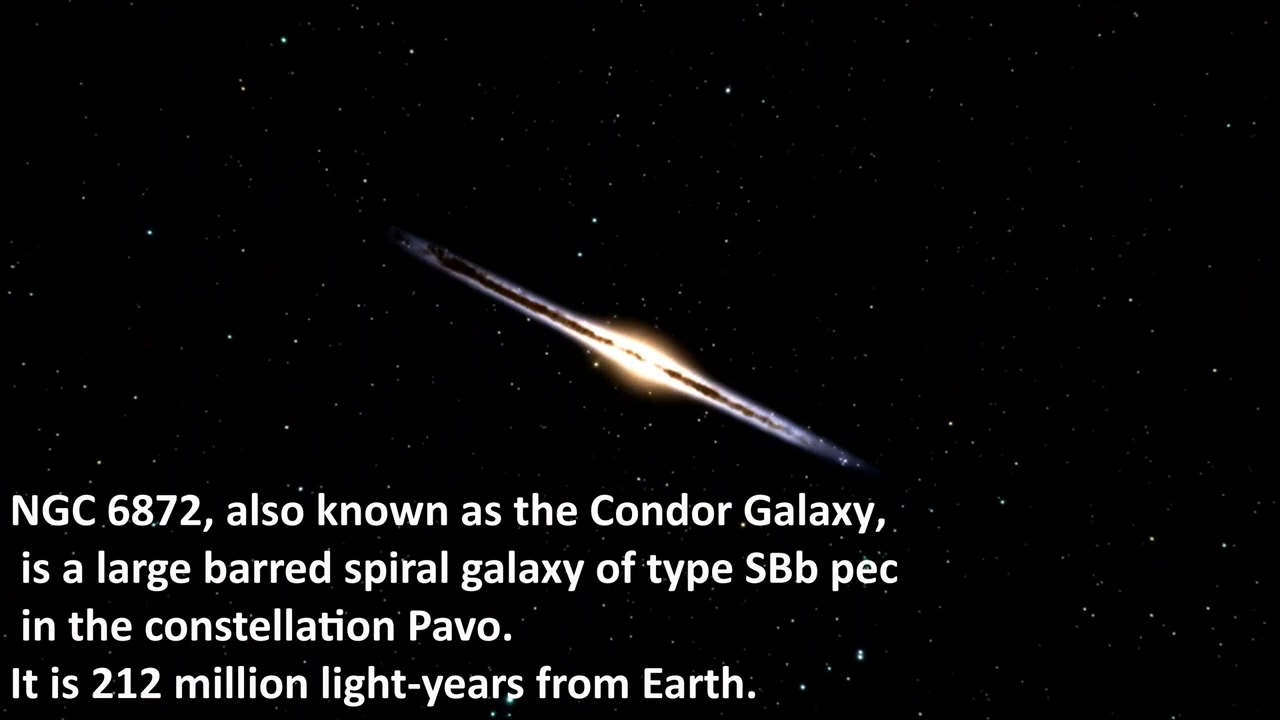 NGC 6872, also known as the Condor Galaxy,
is a large barred spiral galaxy of type SBb pec
in the constellation Pavo.
It is 212 million light-years from Earth.